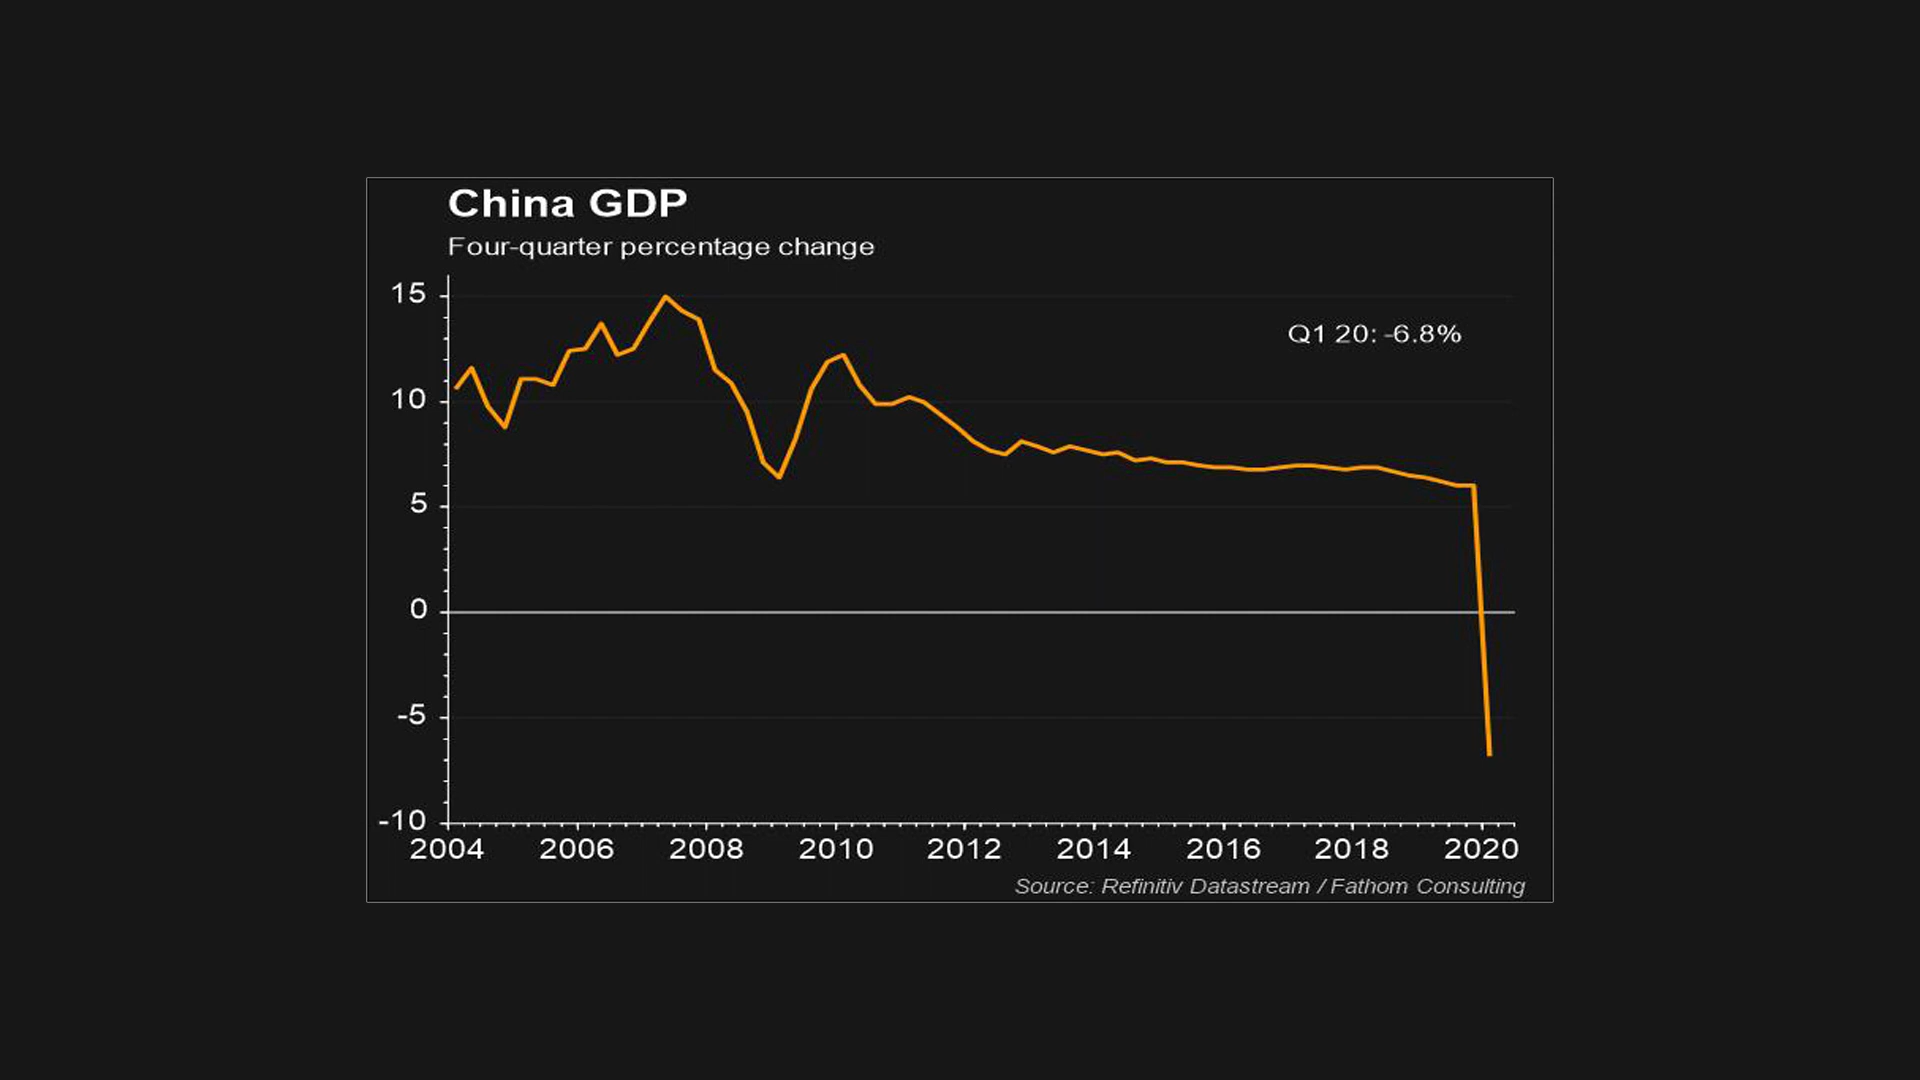 China GDP
Four-quarter percentage change
15
Q1 20: -6.8%
10
5
0
-5
-10
2004 2006 2008 2010 2012 2014 2016 2018 2020
Source: Refinitiv Datastream / Fathom Consulting